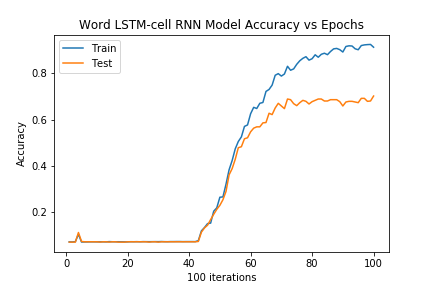 Word LSTM-cell RNN Model Accuracy vs Epochs
Train
Test
Accuracy
0.8
0.6
0.4
0.2
0 20 40 60 80 100
100 iterations